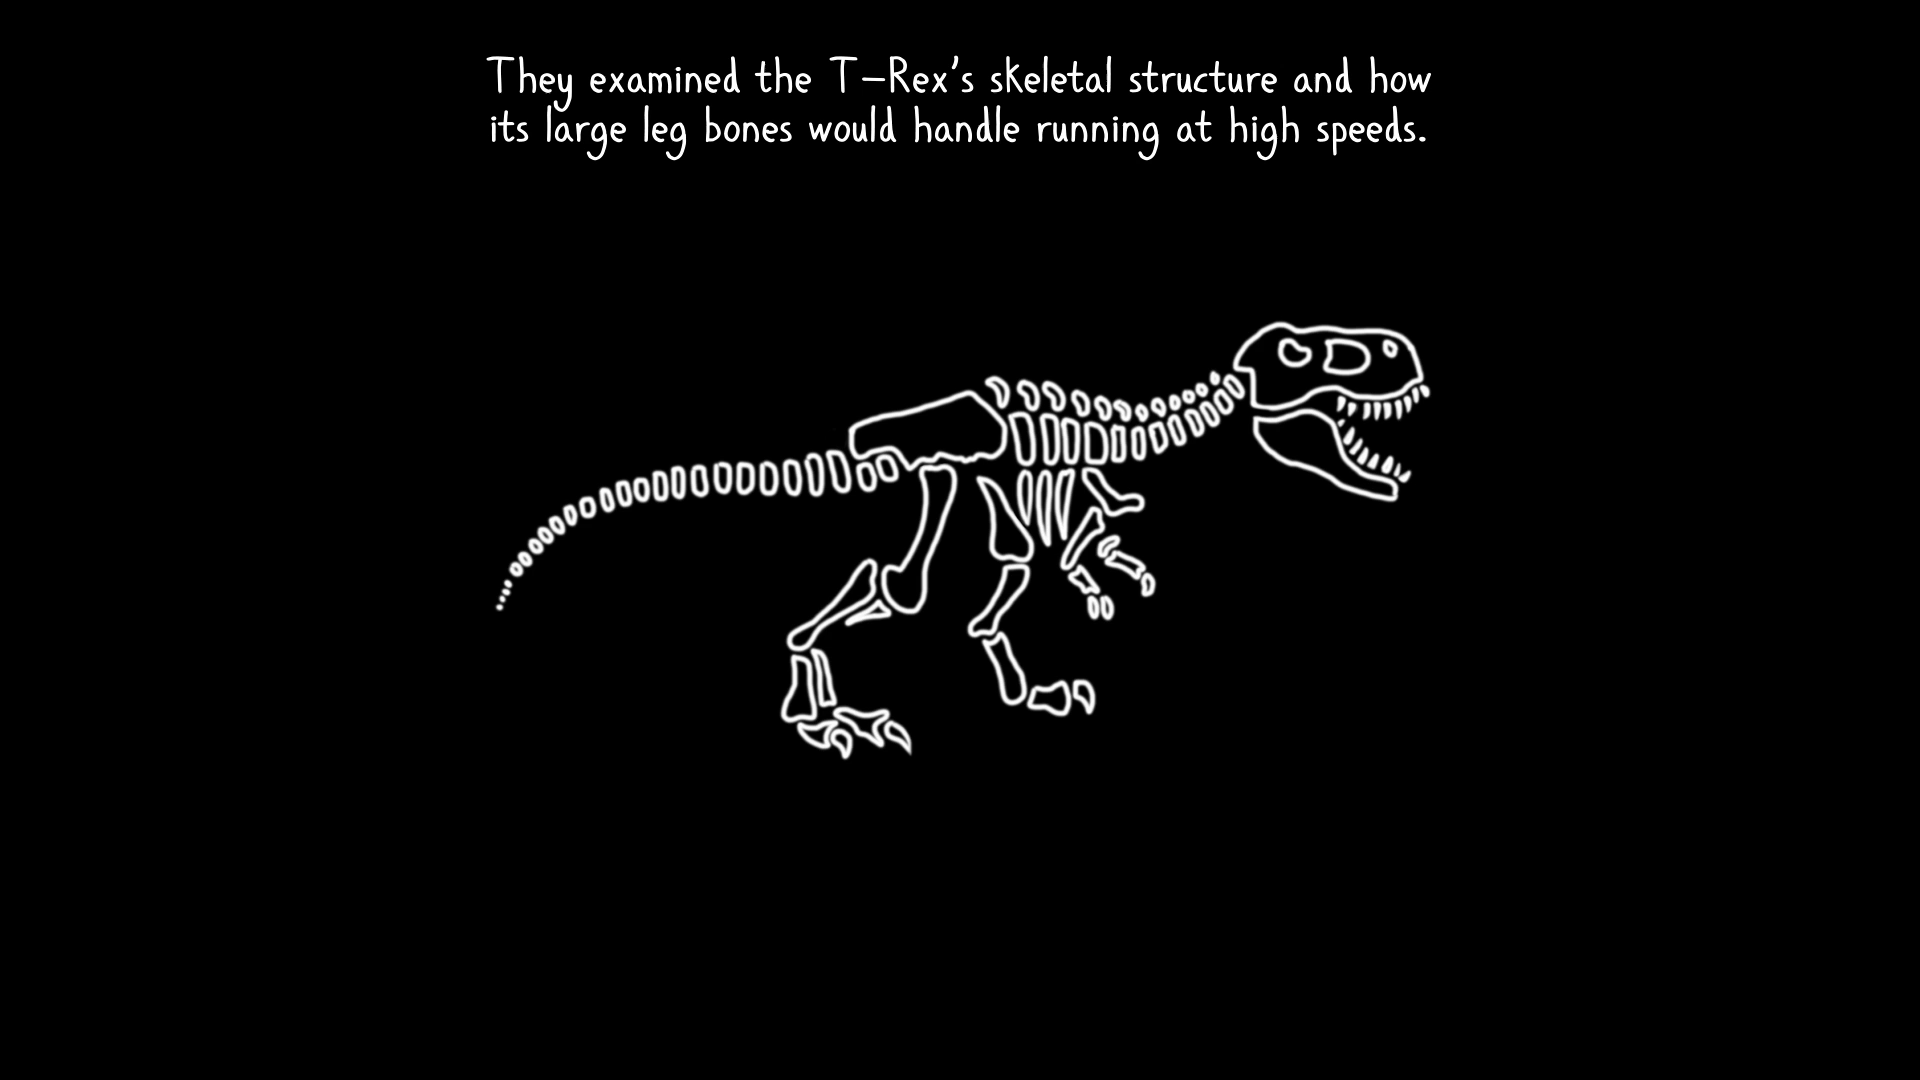 They examined the T-Rex's skeletal structure and how
its large leg bones would handle running at high speeds.